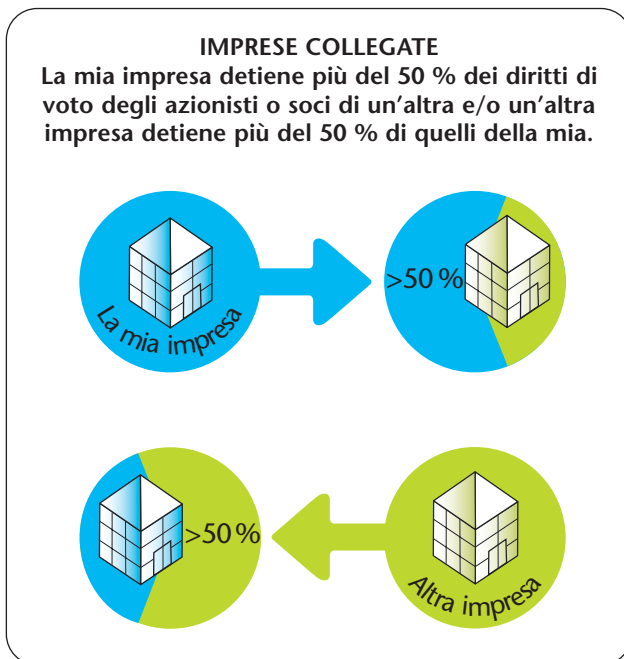 IMPRESE COLLEGATE
La mia impresa detiene più del 50 % dei diritti di
voto degli azionisti o soci di un’altra e/o un’altra
impresa detiene più del 50 % di quelli della mia.
La mia impresa
>50 %
>50 %
Altra impresa